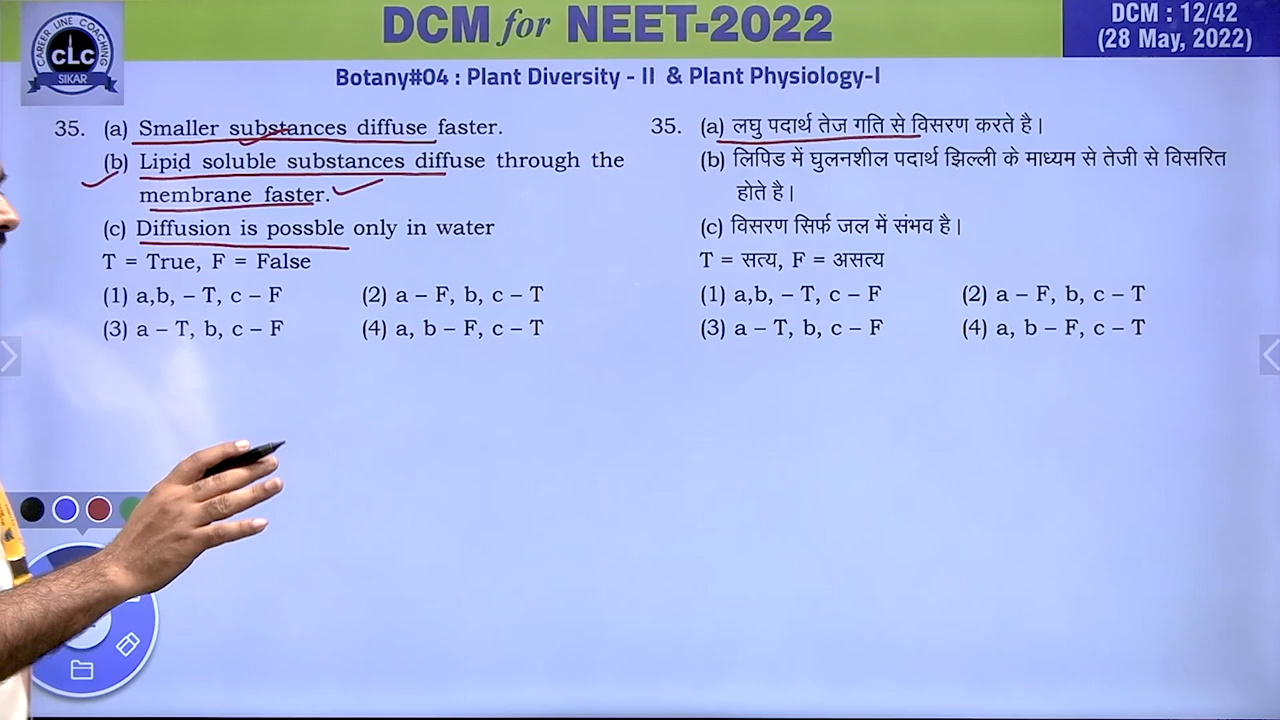 CAREER LINE COACHING
CLC
SIKAR
DCM for NEET-2022
DCM : 12/42
(28 May, 2022)
Botany#04 : Plant Diversity - II & Plant Physiology-I
35. (a) Smaller substances diffuse faster.
(b) Lipid soluble substances diffuse through the
membrane faster.
(c) Diffusion is possble only in water
T = True, F = False
(1) a,b, – T, c – F (2) a – F, b, c – T
(3) a – T, b, c – F (4) a, b – F, c – T
35. (a) लघु पदार्थ तेज गति से विसरण करते है।
(b) लिपिड में घुलनशील पदार्थ झिल्ली के माध्यम से तेजी से विसरित
होते है।
(c) विसरण सिर्फ जल में संभव है।
T = सत्य, F = असत्य
(1) a,b, – T, c – F (2) a – F, b, c – T
(3) a – T, b, c – F (4) a, b – F, c – T